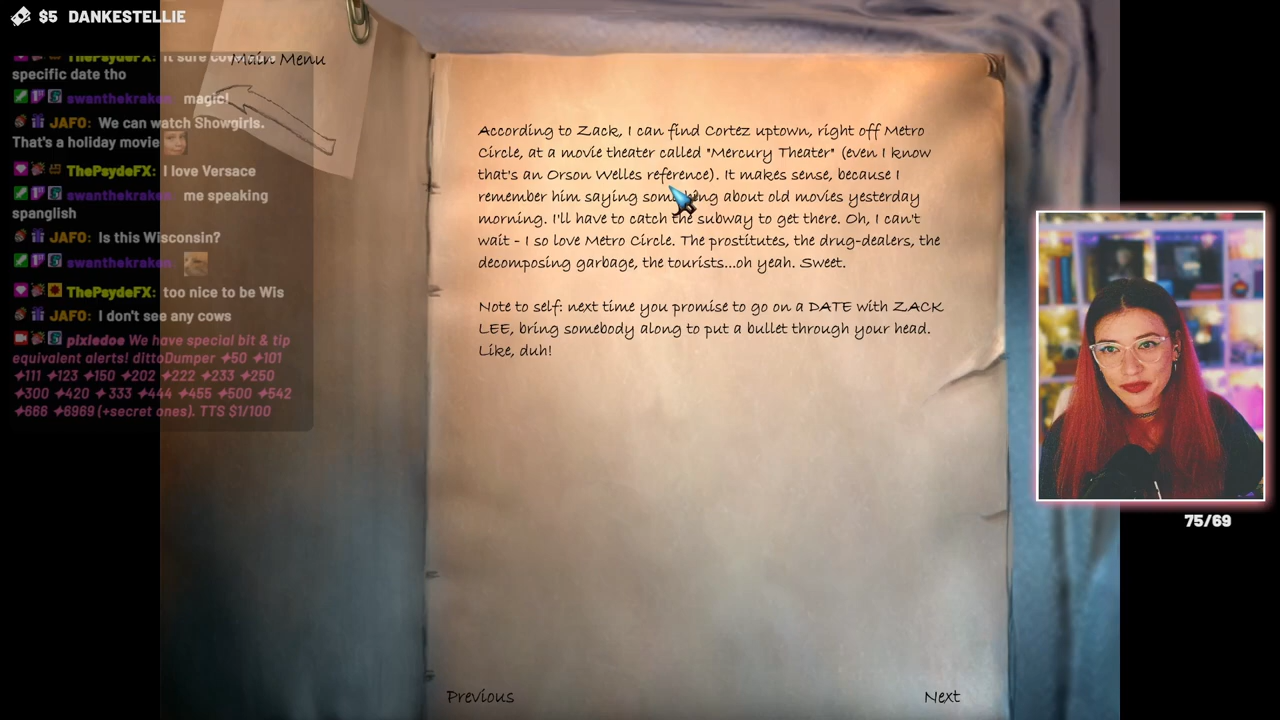 $5 DANKESTELLIE
Main Menu
ThePsydeFX: It sure
specific date tho
swanthekraken: magic!
JAFO: We can watch Showgirls.
That's a holiday movie
ThePsydeFX: I love Versace
swanthekraken: me speaking
spanglish
JAFO: Is this Wisconsin?
swanthekraken:
ThePsydeFX: too nice to be Wis
JAFO: I don't see any cows
pixiedoe We have special bit & tip
equivalent alerts! dittoDumper ✦50 ✦101
✦111 ✦123 ✦150 ✦202 ✦222 ✦233 ✦250
✦300 ✦420 ✦ 333 ✦444 ✦455 ✦500 ✦542
✦666 ✦6969 (+secret ones). TTS $1/100
According to Zack, I can find Cortez uptown, right off Metro
Circle, at a movie theater called "Mercury Theater" (even I know
that's an Orson Welles reference). It makes sense, because I
remember him saying something about old movies yesterday
morning. I'll have to catch the subway to get there. Oh, I can't
wait - I so love Metro Circle. The prostitutes, the drug-dealers, the
decomposing garbage, the tourists...oh yeah. Sweet.
Note to self: next time you promise to go on a DATE with ZACK
LEE, bring somebody along to put a bullet through your head.
Like, duh!
Previous
Next
75/69